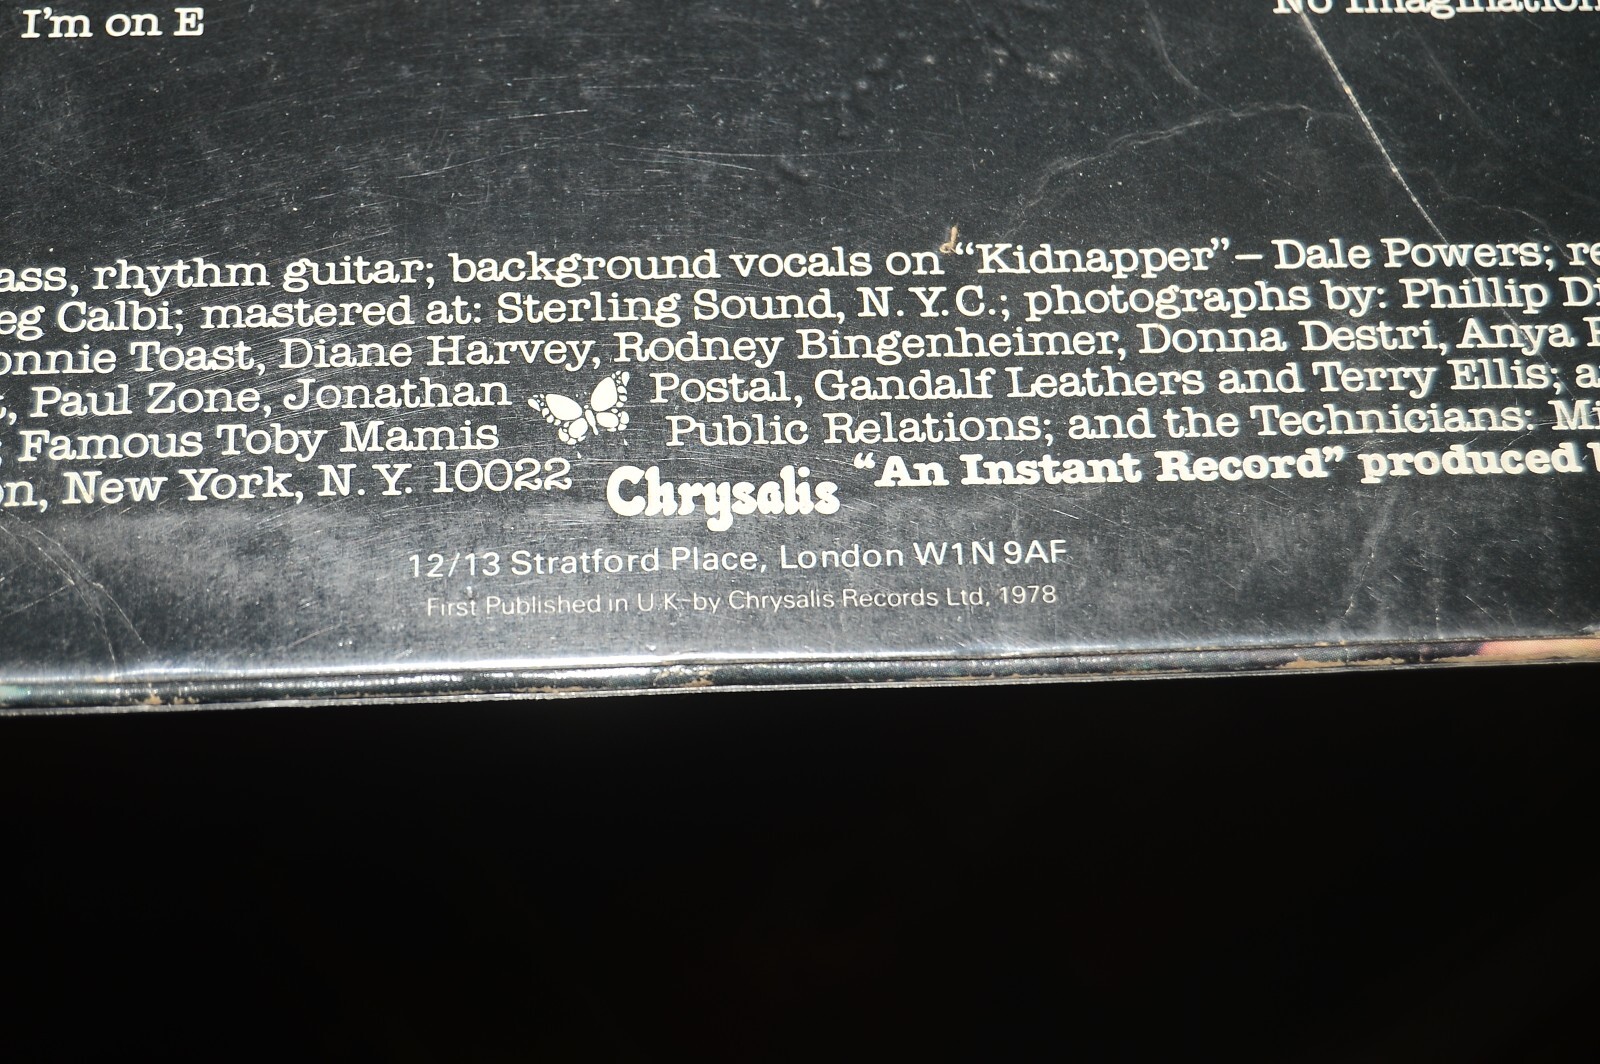 I'm on E
No Imagination
ass, rhythm guitar; background vocals on “Kidnapper” – Dale Powers; re
eg Calbi; mastered at: Sterling Sound, N.Y.C.; photographs by: Phillip Di
onnie Toast, Diane Harvey, Rodney Bingenheimer, Donna Destri, Anya P
t, Paul Zone, Jonathan Postal, Gandalf Leathers and Terry Ellis; a
; Famous Toby Mamis Public Relations; and the Technicians: Mi
on, New York, N.Y. 10022 “An Instant Record” produced b
Chrysalis
12/13 Stratford Place, London W1N 9AF
First Published in U K by Chrysalis Records Ltd, 1978